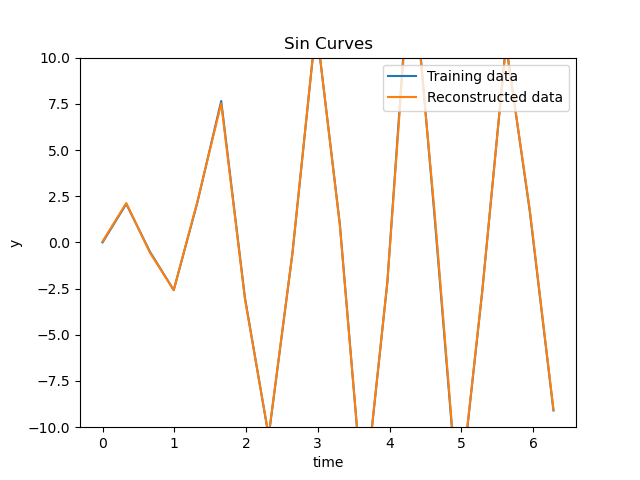 Sin Curves
Training data
Reconstructed data
10.0
7.5
5.0
2.5
0.0
−2.5
−5.0
−7.5
−10.0
y
0 1 2 3 4 5 6
time